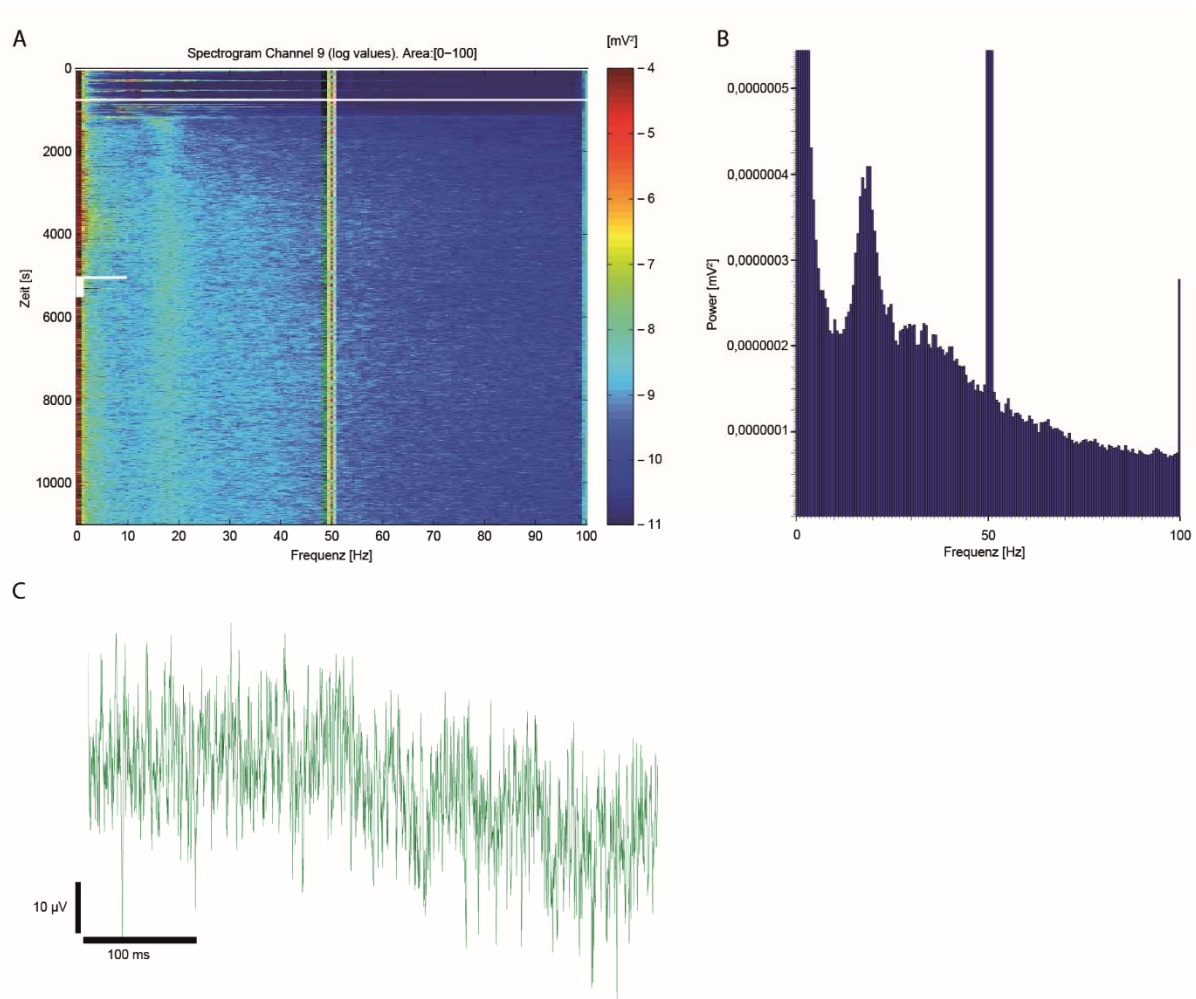 A
Spectrogram Channel 9 (log values). Area:[0−100]
[mV²]
0
2000
4000
6000
8000
10000
Zeit [s]
0 10 20 30 40 50 60 70 80 90 100
Frequenz [Hz]
−4
−5
−6
−7
−8
−9
−10
−11
B
0,0000005
0,0000004
0,0000003
0,0000002
0,0000001
Power [mV²]
0 50 100
Frequenz [Hz]
C
10 µV
100 ms